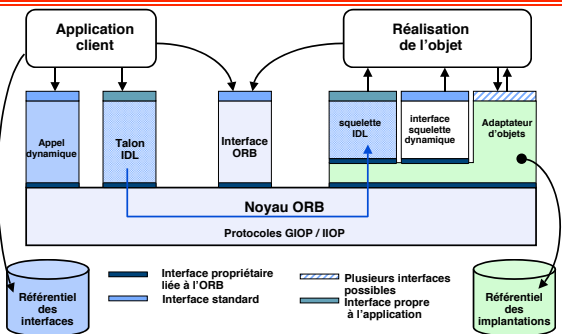 Application
client
Réalisation
de l'objet
Appel
dynamique
Talon
IDL
Interface
ORB
squelette
IDL
interface
squelette
dynamique
Adaptateur
d'objets
Noyau ORB
Protocoles GIOP / IIOP
Référentiel
des
interfaces
Interface propriétaire
liée à l'ORB
Interface standard
Plusieurs interfaces
possibles
Interface propre
à l'application
Référentiel
des
implantations